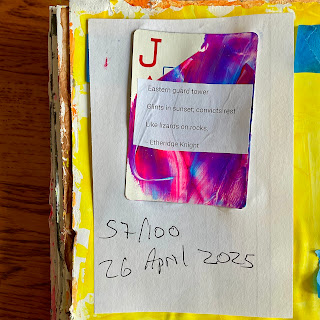 J
Eastern guard tower
Glints in sunset; convicts rest
Like lizards on rocks.
- Etheridge Knight
57/100
26 April 2025